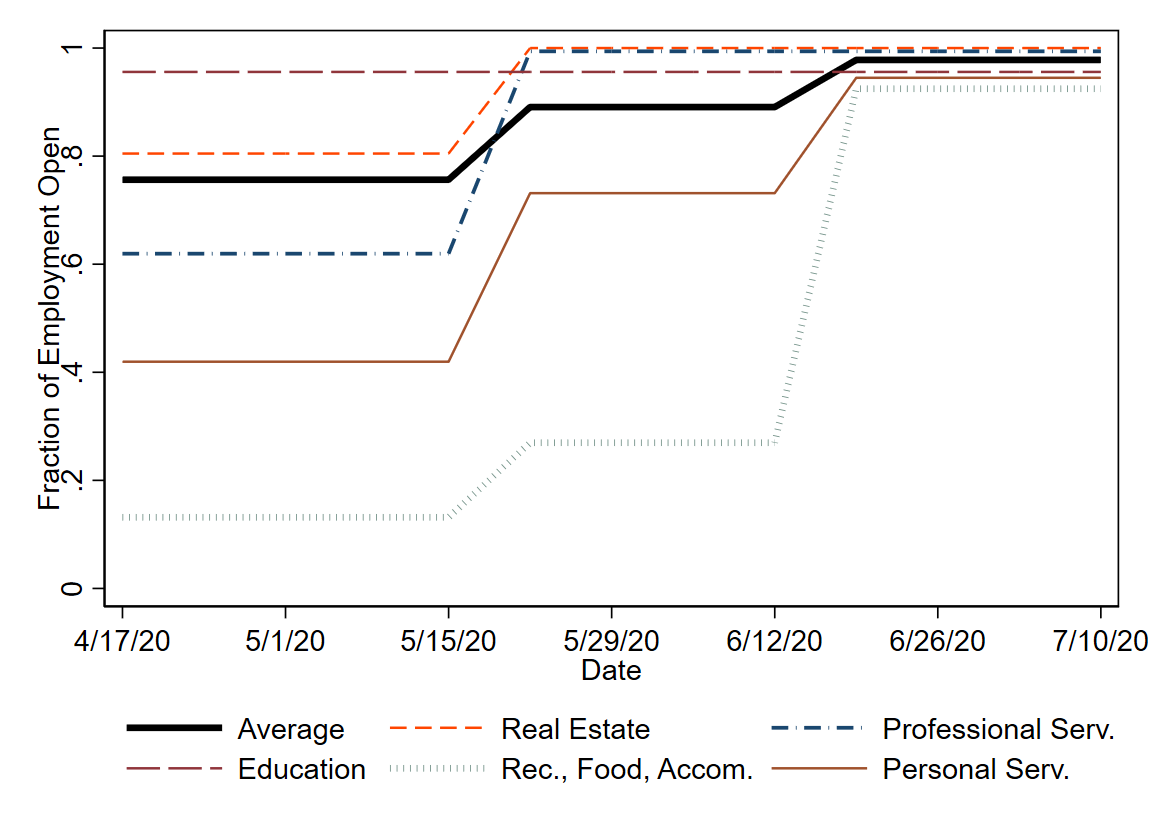 Fraction of Employment Open
1
.8
.6
.4
.2
0
4/17/20 5/1/20 5/15/20 5/29/20 6/12/20 6/26/20 7/10/20
Date
Average Real Estate Professional Serv.
Education Rec., Food, Accom. Personal Serv.